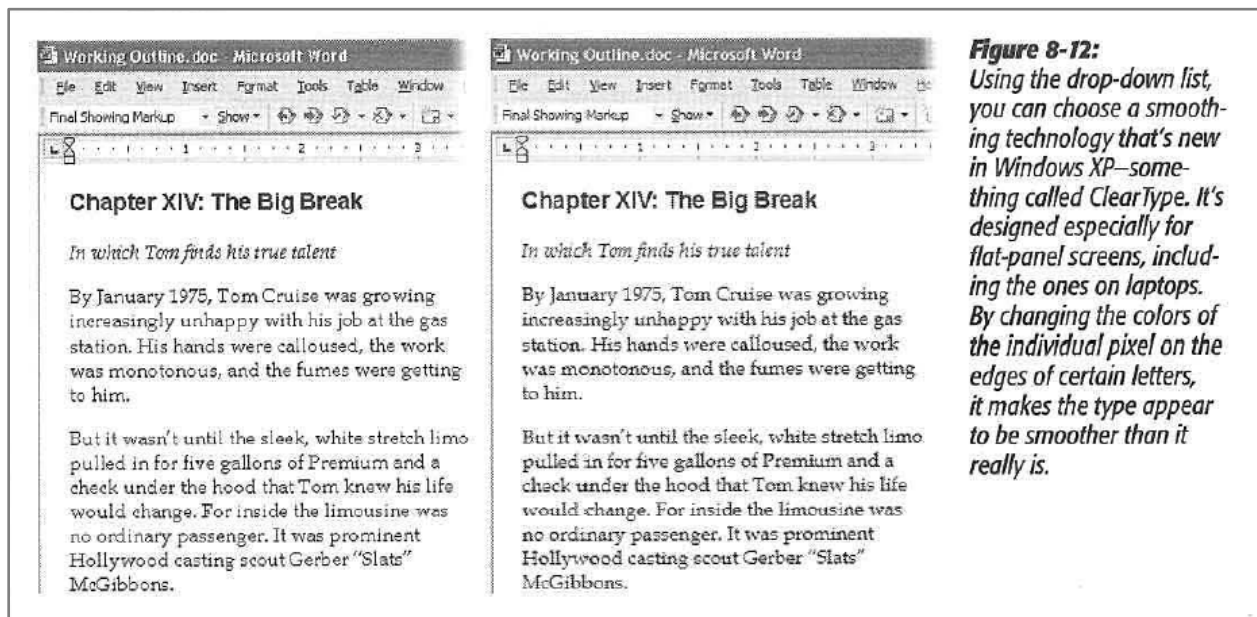 Working Outline.doc - Microsoft Word
File Edit View Insert Format Tools Table Window
Final Showing Markup Show
1 2 3
Chapter XIV: The Big Break
In which Tom finds his true talent
By January 1975, Tom Cruise was growing
increasingly unhappy with his job at the gas
station. His hands were calloused, the work
was monotonous, and the fumes were getting
to him.
But it wasn't until the sleek, white stretch limo
pulled in for five gallons of Premium and a
check under the hood that Tom knew his life
would change. For inside the limousine was
no ordinary passenger. It was prominent
Hollywood casting scout Gerber "Slats"
McGibbons.
Working Outline.doc - Microsoft Word
File Edit View Insert Format Tools Table Window
Final Showing Markup Show
1 2 3
Chapter XIV: The Big Break
In which Tom finds his true talent
By January 1975, Tom Cruise was growing
increasingly unhappy with his job at the gas
station. His hands were calloused, the work
was monotonous, and the fumes were getting
to him.
But it wasn't until the sleek, white stretch limo
pulled in for five gallons of Premium and a
check under the hood that Tom knew his life
would change. For inside the limousine was
no ordinary passenger. It was prominent
Hollywood casting scout Gerber "Slats"
McGibbons.
Figure 8-12:
Using the drop-down list,
you can choose a smooth-
ing technology that's new
in Windows XP—some-
thing called ClearType. It's
designed especially for
flat-panel screens, includ-
ing the ones on laptops.
By changing the colors of
the individual pixel on the
edges of certain letters,
it makes the type appear
to be smoother than it
really is.